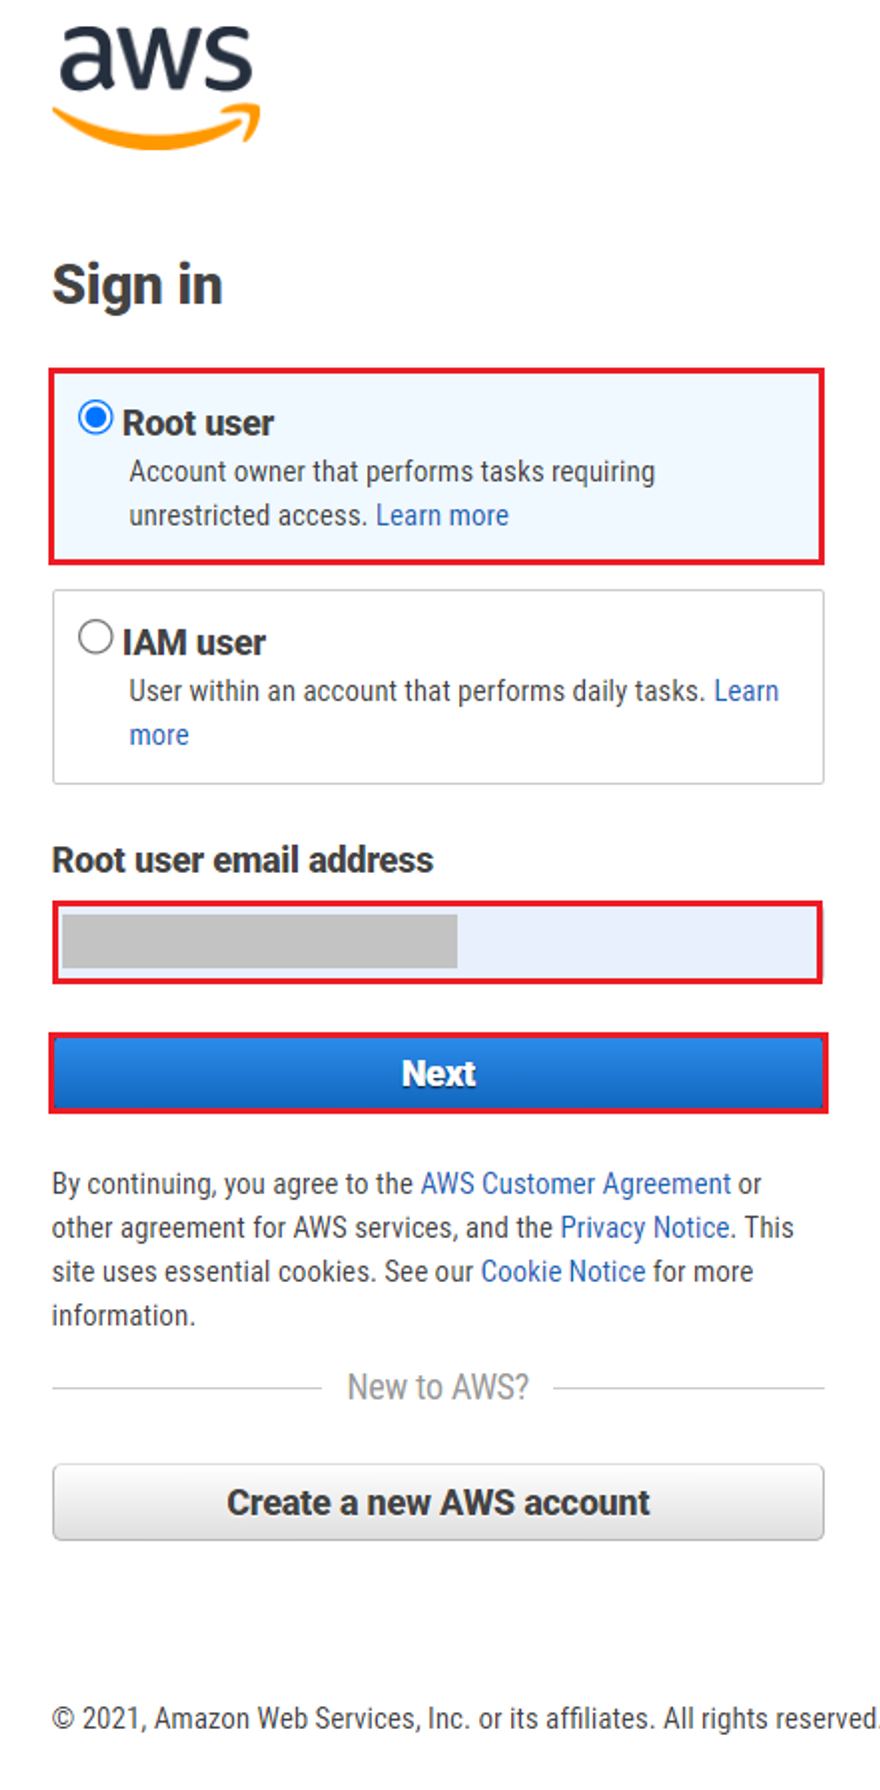 aws
Sign in
Root user
Account owner that performs tasks requiring
unrestricted access. Learn more
IAM user
User within an account that performs daily tasks. Learn
more
Root user email address
Next
By continuing, you agree to the AWS Customer Agreement or
other agreement for AWS services, and the Privacy Notice. This
site uses essential cookies. See our Cookie Notice for more
information.
New to AWS?
Create a new AWS account
© 2021, Amazon Web Services, Inc. or its affiliates. All rights reserved.